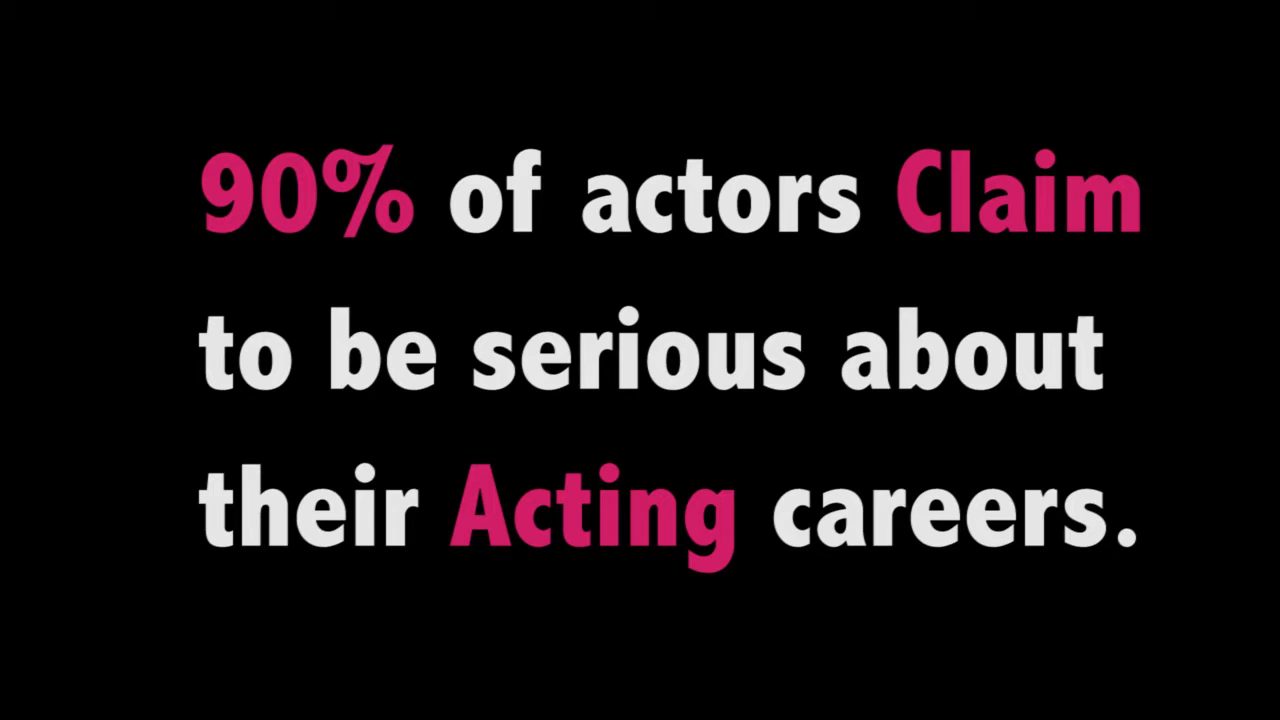 90% of actors Claim
to be serious about
their Acting careers.